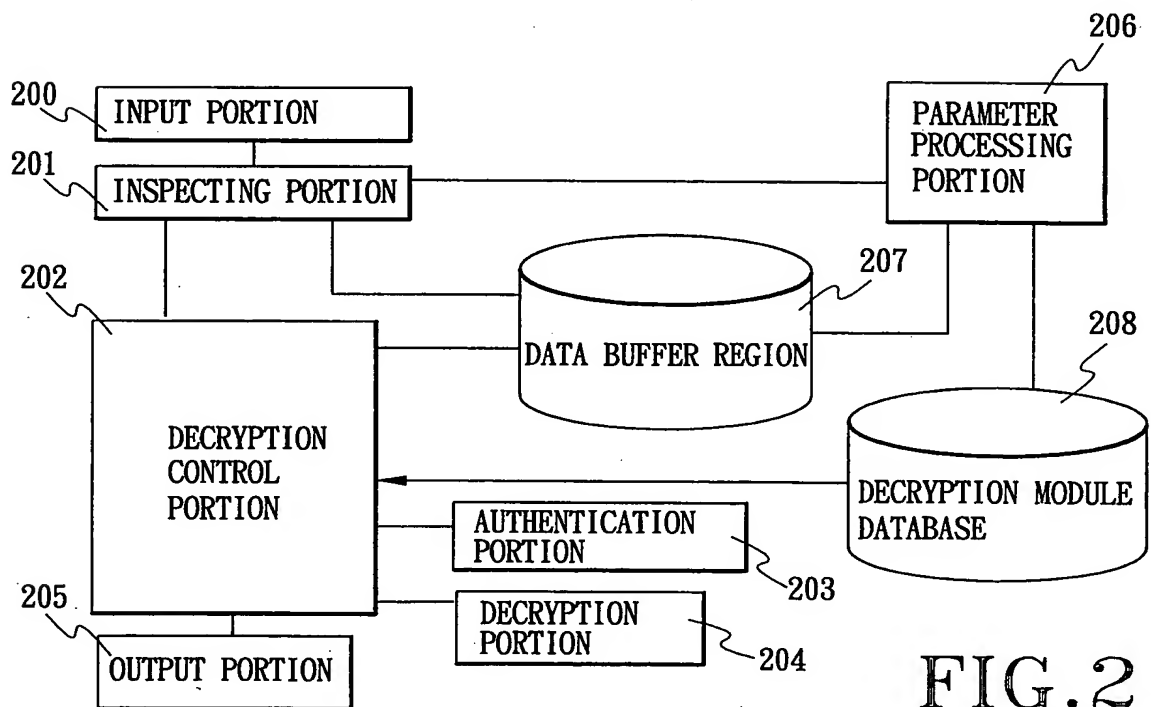 206
200
INPUT PORTION
PARAMETER
PROCESSING
PORTION
201
INSPECTING PORTION
202
207
DATA BUFFER REGION
208
DECRYPTION
CONTROL
PORTION
DECRYPTION MODULE
DATABASE
AUTHENTICATION
PORTION
203
205
DECRYPTION
PORTION
204
OUTPUT PORTION
FIG.2